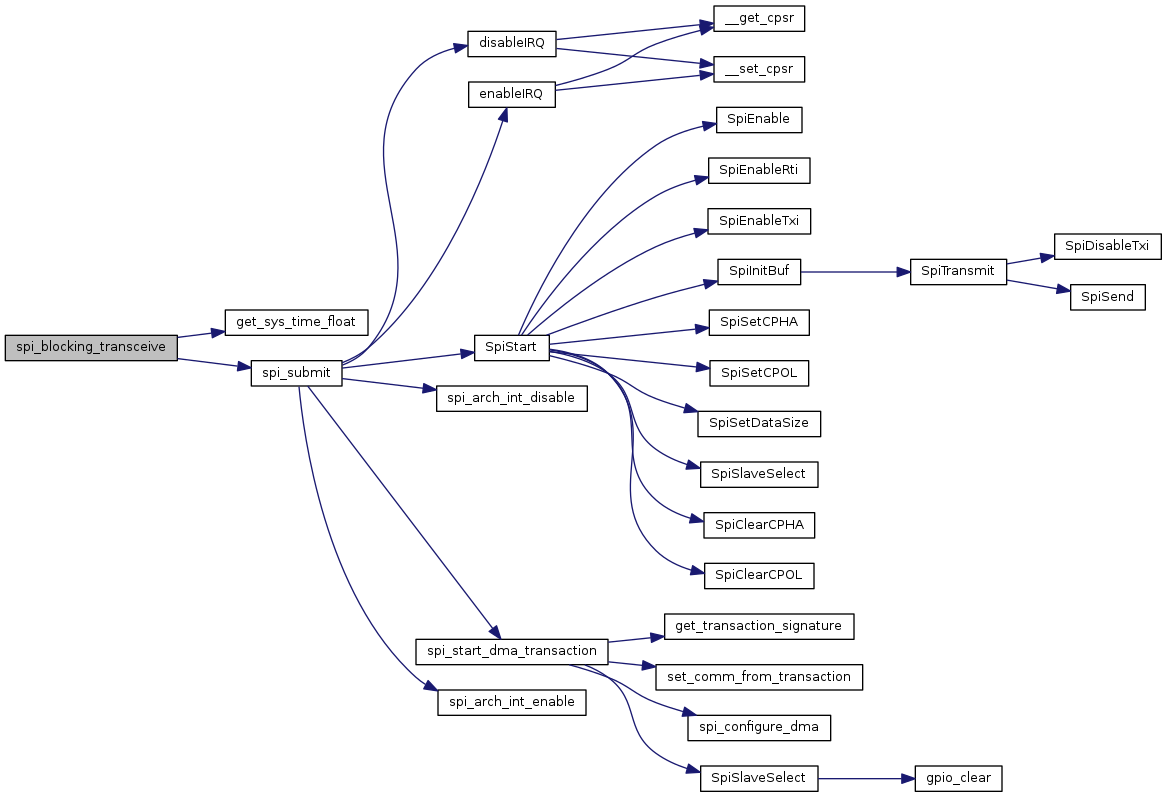 spi_blocking_transceive
get_sys_time_float
spi_submit
disableIRQ
enableIRQ
SpiStart
spi_arch_int_disable
spi_start_dma_transaction
spi_arch_int_enable
__get_cpsr
__set_cpsr
SpiEnable
SpiEnableRti
SpiEnableTxi
SpiInitBuf
SpiSetCPHA
SpiSetCPOL
SpiSetDataSize
SpiSlaveSelect
SpiClearCPHA
SpiClearCPOL
get_transaction_signature
set_comm_from_transaction
spi_configure_dma
SpiSlaveSelect
SpiTransmit
gpio_clear
SpiDisableTxi
SpiSend